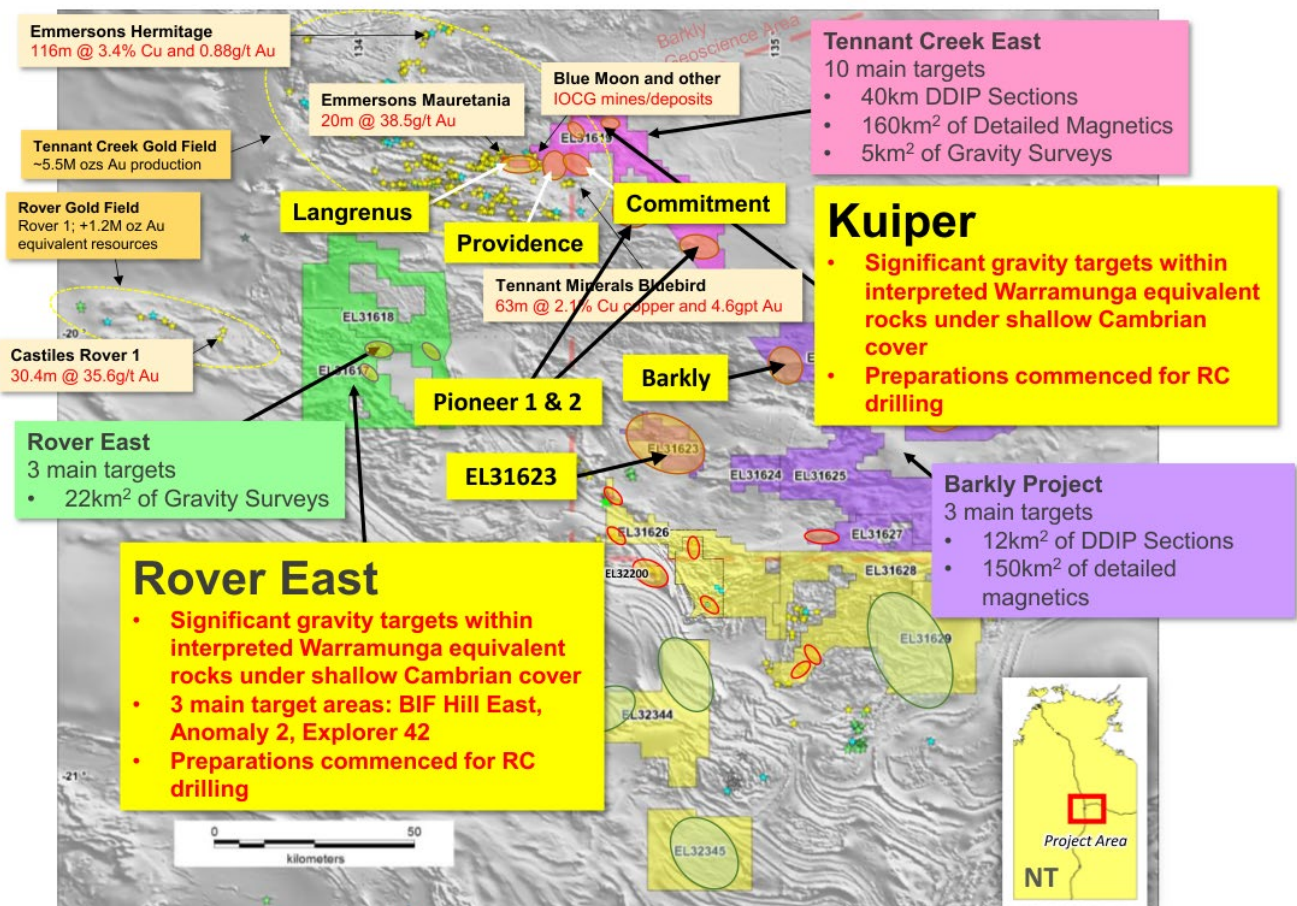 Emmersons Hermitage
116m @ 3.4% Cu and 0.88g/t Au
134
Barkly
Geoscience Area
135
Tennant Creek East
10 main targets
• 40km DDIP Sections
• 160km² of Detailed Magnetics
• 5km² of Gravity Surveys
Blue Moon and other
IOCG mines/deposits
Emmersons Mauretania
20m @ 38.5g/t Au
EL31619
Tennant Creek Gold Field
~5.5M ozs Au production
Rover Gold Field
Rover 1; +1.2M oz Au
equivalent resources
Langrenus
Commitment
Providence
Kuiper
• Significant gravity targets within
interpreted Warramunga equivalent
rocks under shallow Cambrian
cover
• Preparations commenced for RC
drilling
Tennant Minerals Bluebird
63m @ 2.1% Cu copper and 4.6gpt Au
EL31618
-20°
Castiles Rover 1
30.4m @ 35.6g/t Au
EL31617
Barkly
Pioneer 1 & 2
Rover East
3 main targets
• 22km² of Gravity Surveys
EL31623
EL31623
EL31624
EL31625
Barkly Project
3 main targets
• 12km² of DDIP Sections
• 150km² of detailed
magnetics
EL31626
EL31627
EL32200
EL31628
Rover East
• Significant gravity targets within
interpreted Warramunga equivalent
rocks under shallow Cambrian cover
• 3 main target areas: BIF Hill East,
Anomaly 2, Explorer 42
• Preparations commenced for RC
drilling
EL31629
EL32344
-21°
0 50
kilometers
EL32345
Project Area
NT